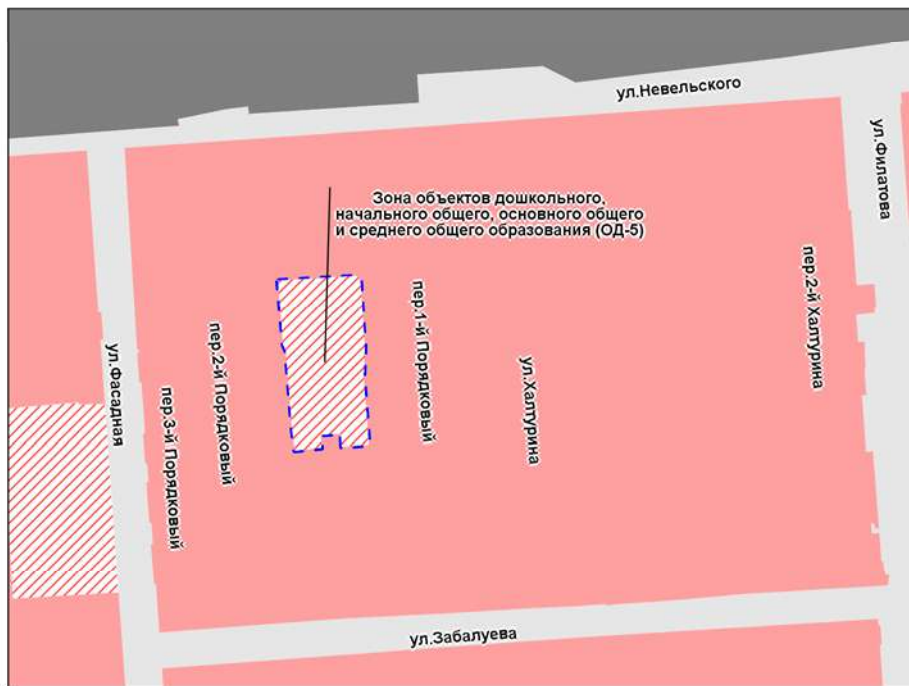 ул.Невельского
ул.Филатова
Зона объектов дошкольного,
начального общего, основного общего
и среднего общего образования (ОД-5)
пер.2-й Халтурина
пер.1-й Порядковый
пер.2-й Порядковый
ул.Фасадная
ул.Халтурина
пер.3-й Порядковый
ул.Забалуева